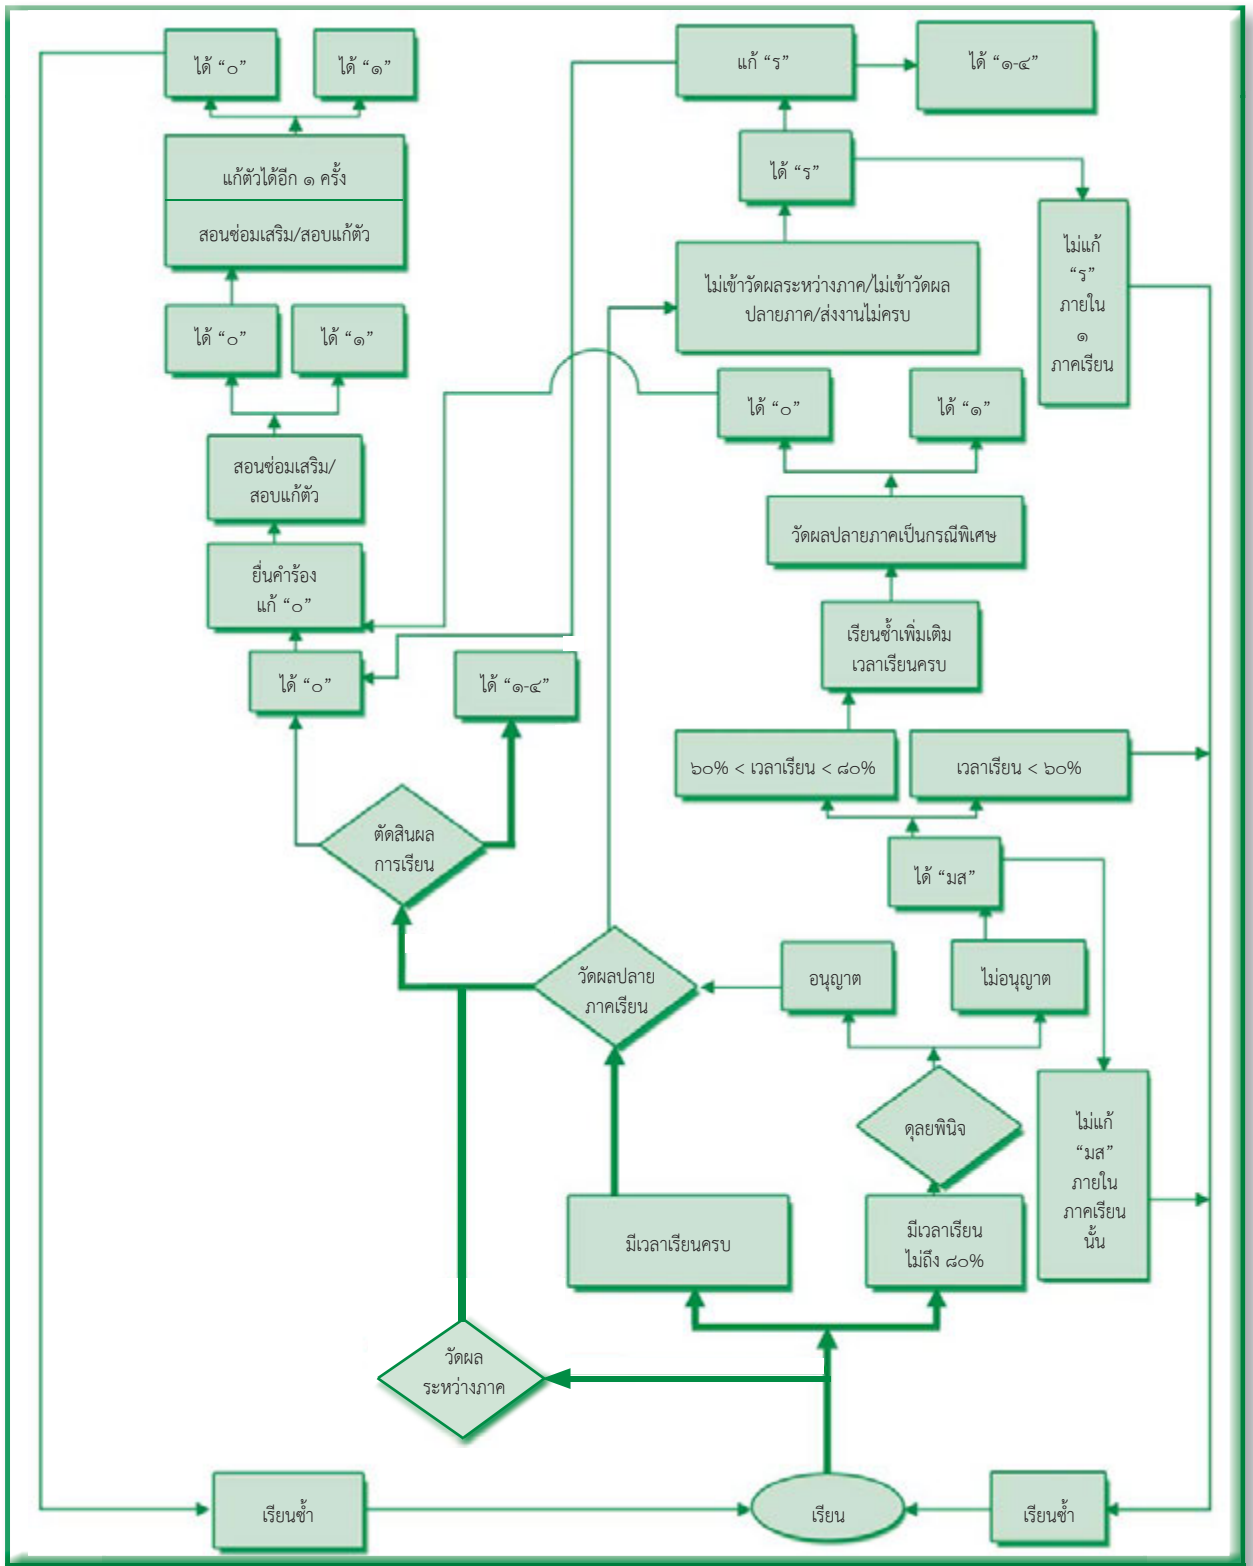 ได้ “๐”
ได้ “๑”
แก้ “ร”
ได้ “๑-๔”
แก้ตัวได้อีก ๑ ครั้ง
สอนซ่อมเสริม/สอบแก้ตัว
ได้ “ร”
ไม่แก้
“ร”
ภายใน
๑
ภาคเรียน
ไม่เข้าวัดผลระหว่างภาค/ไม่เข้าวัดผล
ปลายภาค/ส่งงานไม่ครบ
ได้ “๐”
ได้ “๑”
ได้ “๐”
ได้ “๑”
สอนซ่อมเสริม/
สอบแก้ตัว
วัดผลปลายภาคเป็นกรณีพิเศษ
ยื่นคำร้อง
แก้ “๐”
เรียนซ้ำเพิ่มเติม
เวลาเรียนครบ
ได้ “๐”
ได้ “๑-๔”
๖๐% < เวลาเรียน < ๘๐%
เวลาเรียน < ๖๐%
ตัดสินผล
การเรียน
ได้ “มส”
วัดผลปลาย
ภาคเรียน
อนุญาต
ไม่อนุญาต
ดุลยพินิจ
ไม่แก้
“มส”
ภายใน
ภาคเรียน
นั้น
มีเวลาเรียนครบ
มีเวลาเรียน
ไม่ถึง ๘๐%
วัดผล
ระหว่างภาค
เรียนซ้ำ
เรียน
เรียนซ้ำ